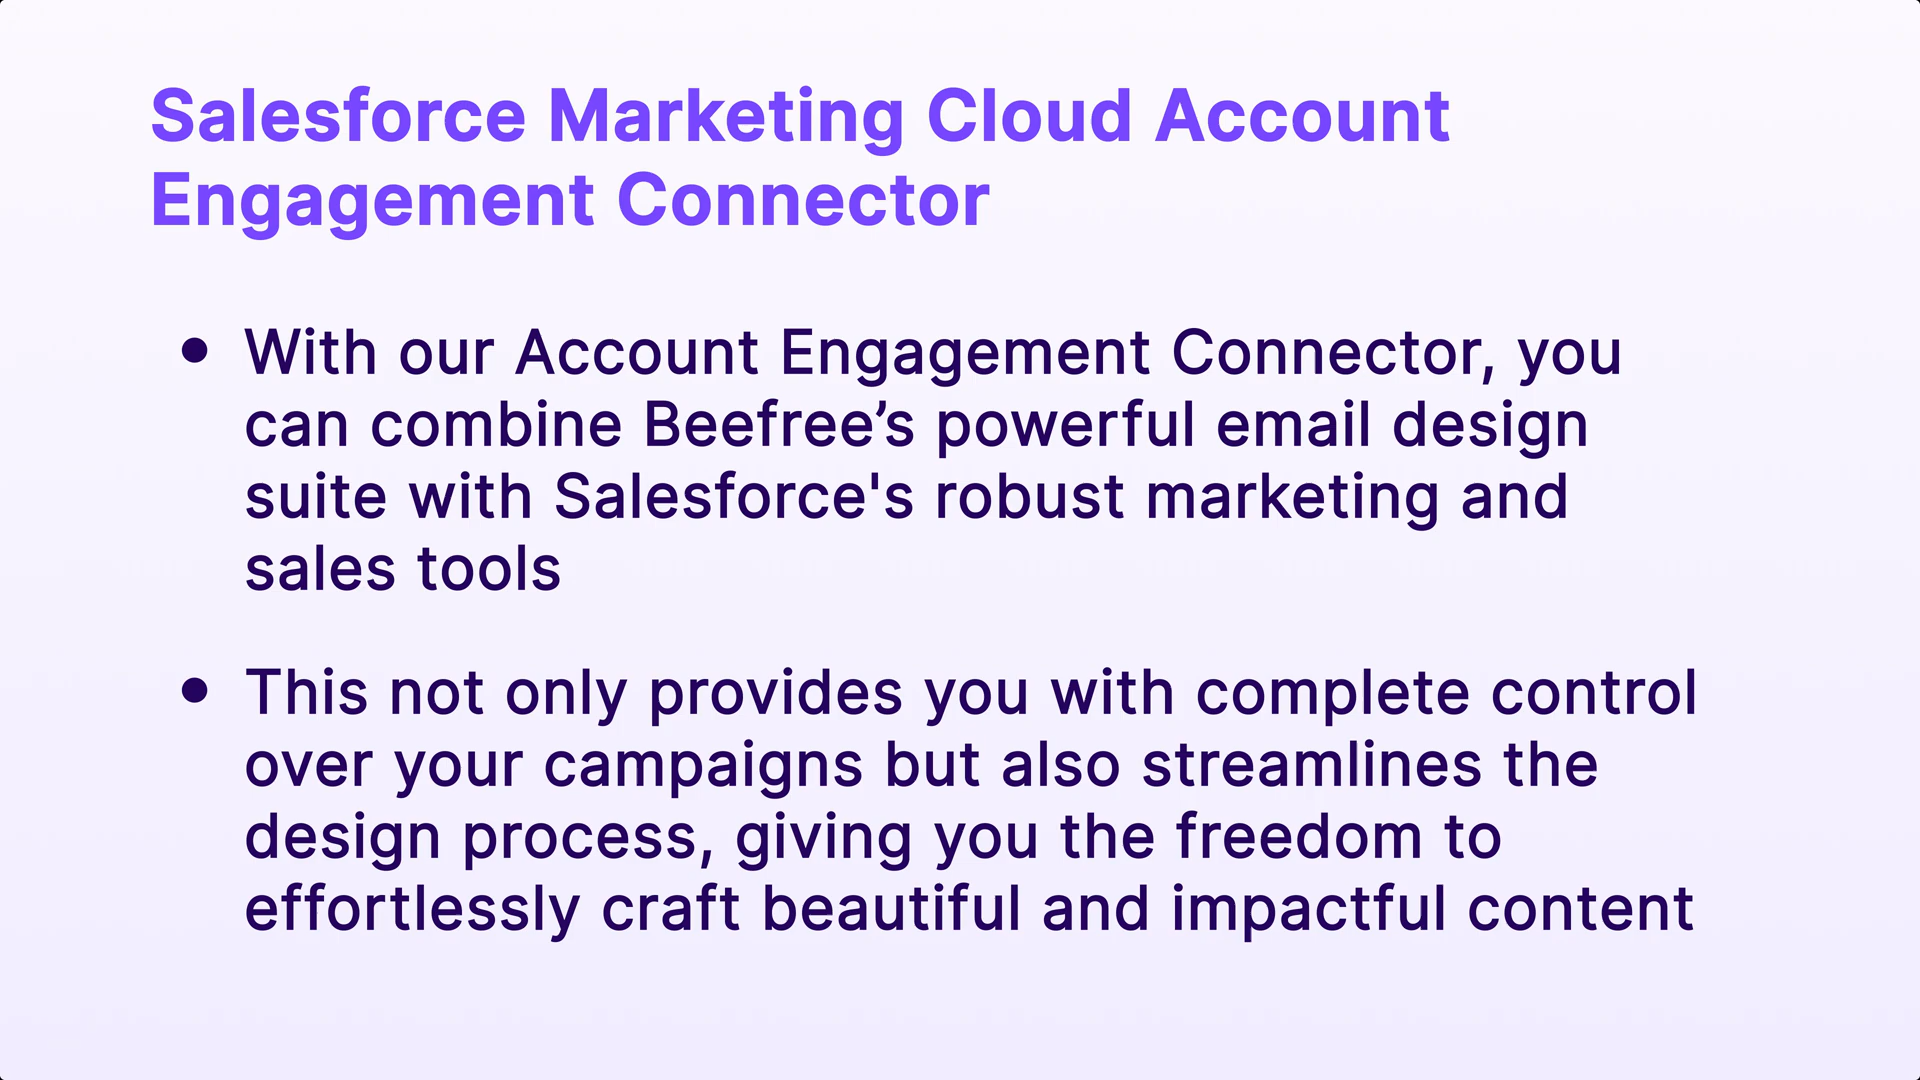 Salesforce Marketing Cloud Account
Engagement Connector
• With our Account Engagement Connector, you
can combine Beefree’s powerful email design
suite with Salesforce's robust marketing and
sales tools
• This not only provides you with complete control
over your campaigns but also streamlines the
design process, giving you the freedom to
effortlessly craft beautiful and impactful content